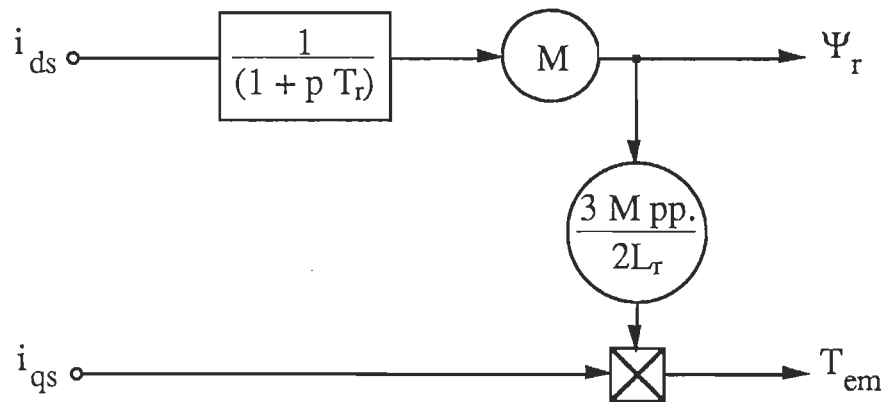 i_ds
1
(1 + p T_r)
M
Ψ_r
3 M pp.
2L_r
i_qs
T_em